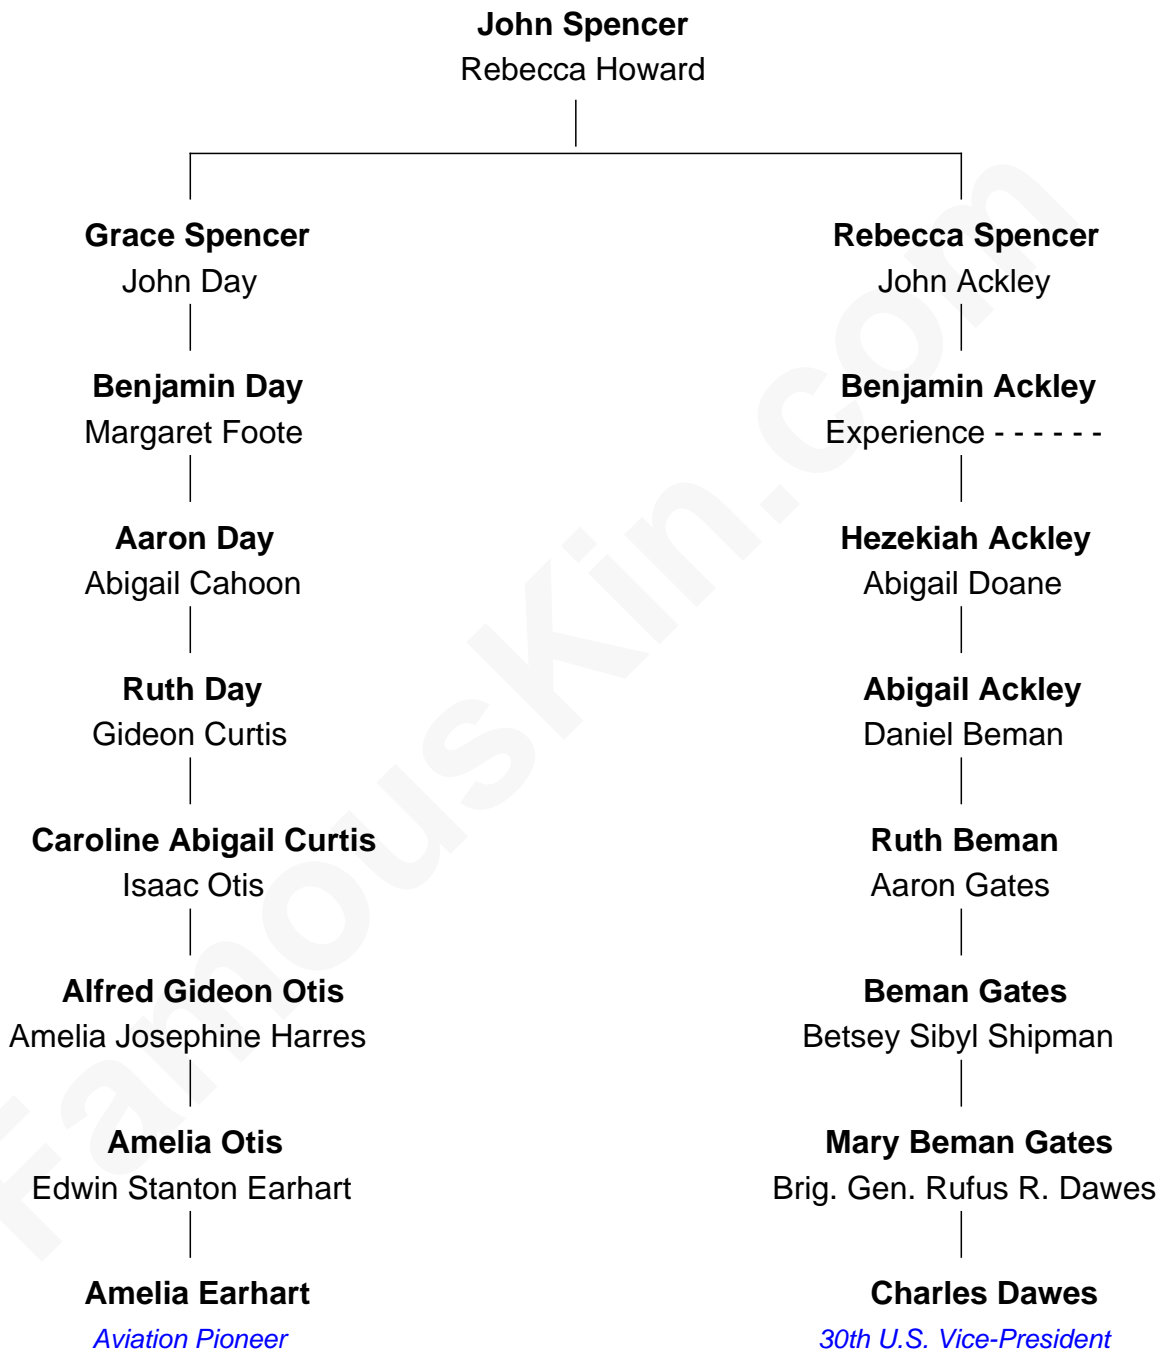 John Spencer
Rebecca Howard
Grace Spencer
John Day
Rebecca Spencer
John Ackley
Benjamin Day
Margaret Foote
Benjamin Ackley
Experience - - - - - -
Aaron Day
Abigail Cahoon
Hezekiah Ackley
Abigail Doane
Ruth Day
Gideon Curtis
Abigail Ackley
Daniel Beman
Caroline Abigail Curtis
Isaac Otis
Ruth Beman
Aaron Gates
Alfred Gideon Otis
Amelia Josephine Harres
Beman Gates
Betsey Sibyl Shipman
Amelia Otis
Edwin Stanton Earhart
Mary Beman Gates
Brig. Gen. Rufus R. Dawes
Amelia Earhart
Aviation Pioneer
Charles Dawes
30th U.S. Vice-President
FamousKin.com